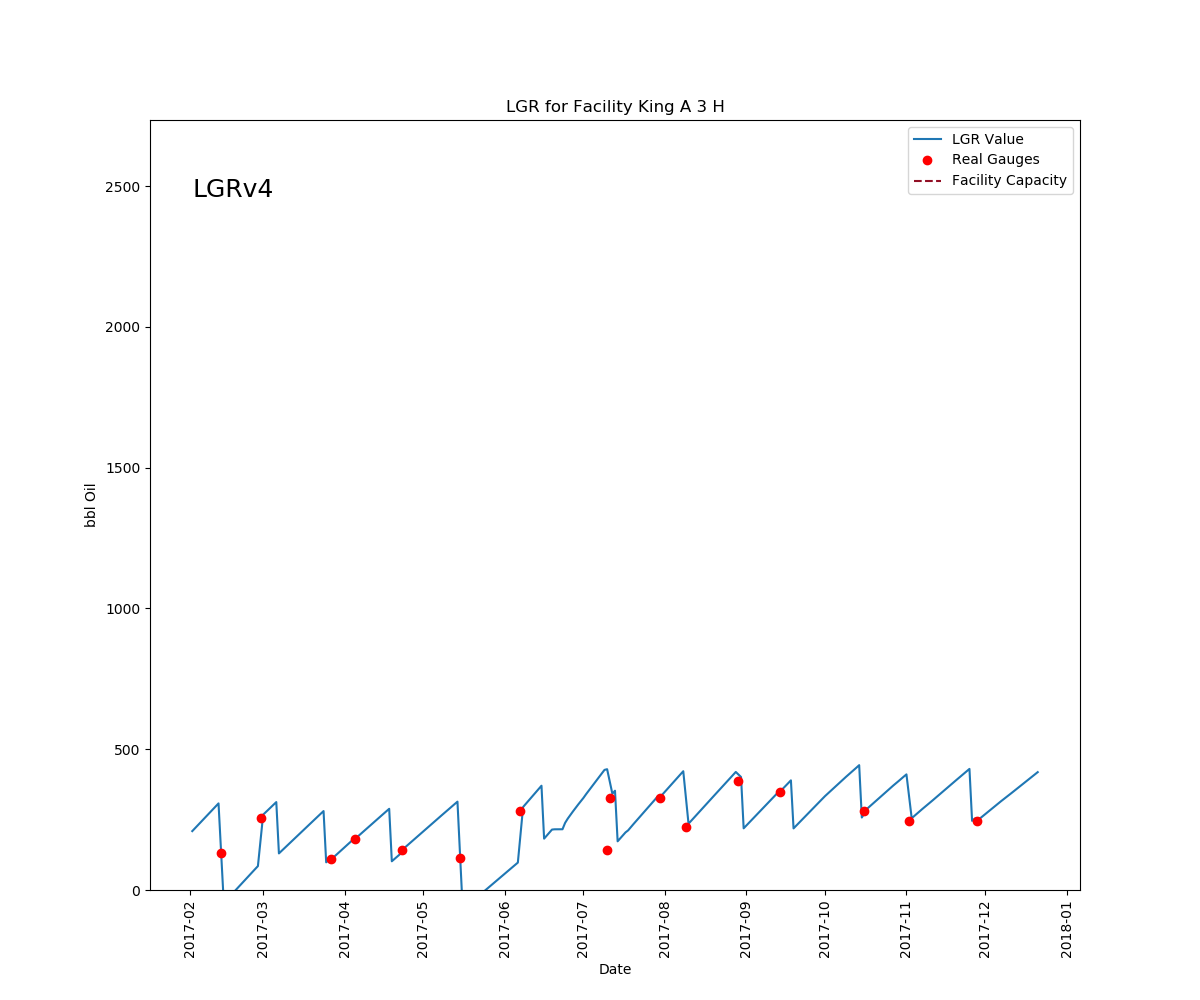 LGR for Facility King A 3 H
LGRv4
LGR Value
Real Gauges
Facility Capacity
bbl Oil
2500
2000
1500
1000
500
0
2017-02
2017-03
2017-04
2017-05
2017-06
2017-07
2017-08
2017-09
2017-10
2017-11
2017-12
2018-01
Date